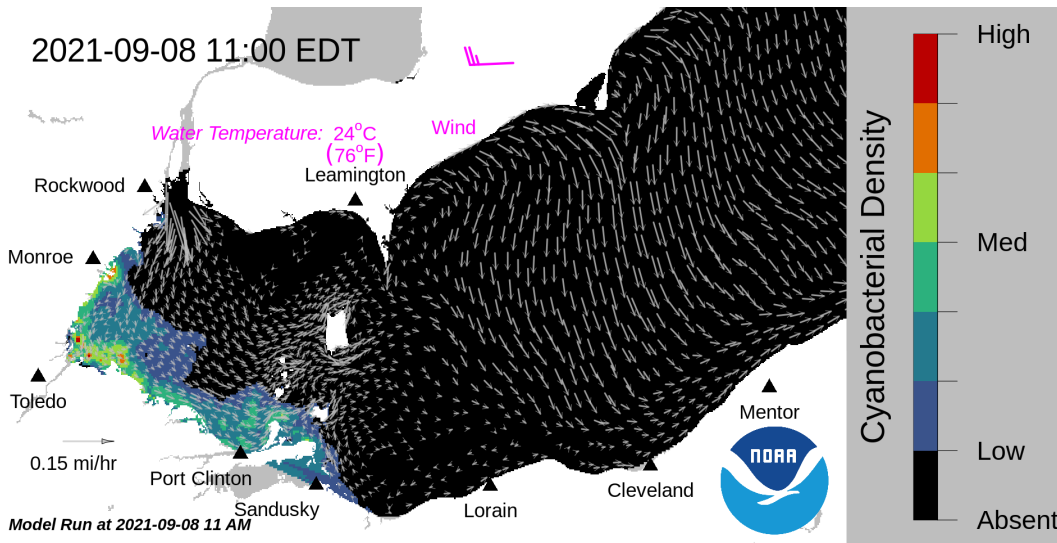 2021-09-08 11:00 EDT
Water Temperature: 24°C
(76°F)
Wind
Leamington
Rockwood
Monroe
Toledo
0.15 mi/hr
Port Clinton
Sandusky
Lorain
Cleveland
Mentor
NOAA
Model Run at 2021-09-08 11 AM
Cyanobacterial Density
High
Med
Low
Absent